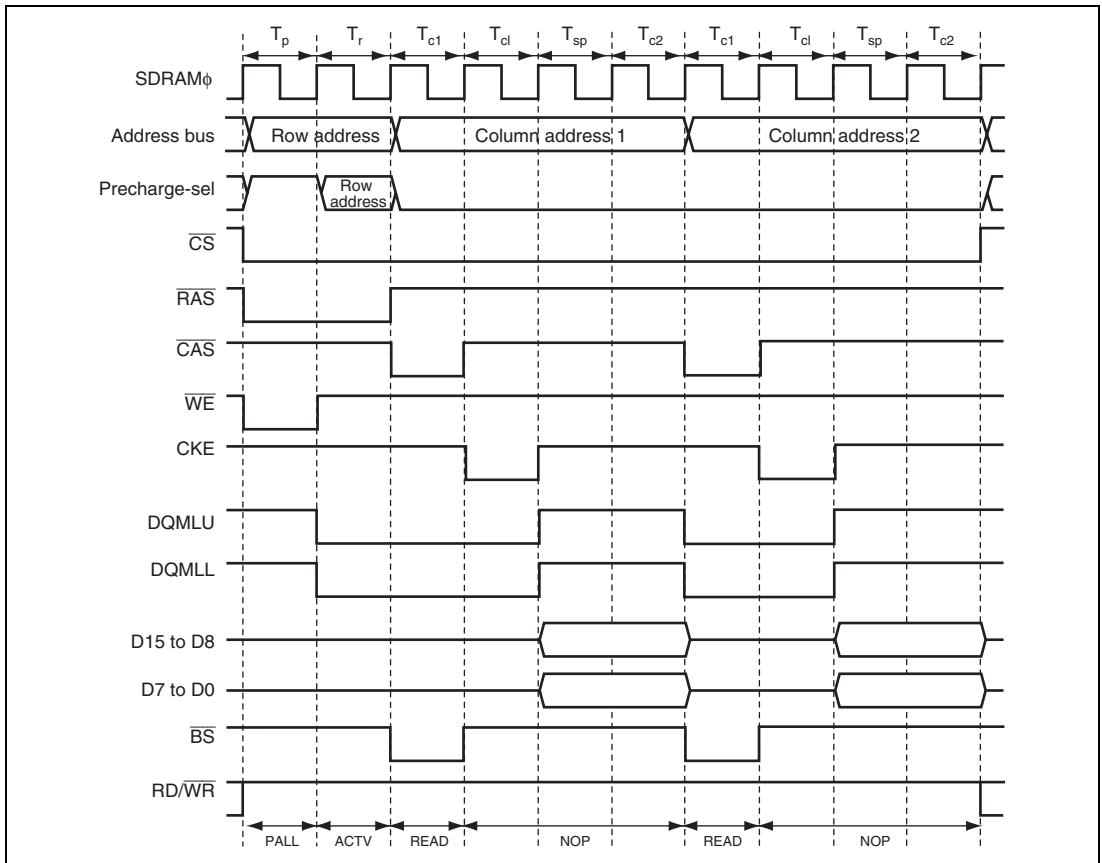 Tp Tr Tc1 Tcl Tsp Tc2 Tc1 Tcl Tsp Tc2
SDRAMϕ
Address bus Row address Column address 1 Column address 2
Precharge-sel Row address
CS
RAS
CAS
WE
CKE
DQMLU
DQMLL
D15 to D8
D7 to D0
BS
RD/WR
PALL ACTV READ NOP READ NOP